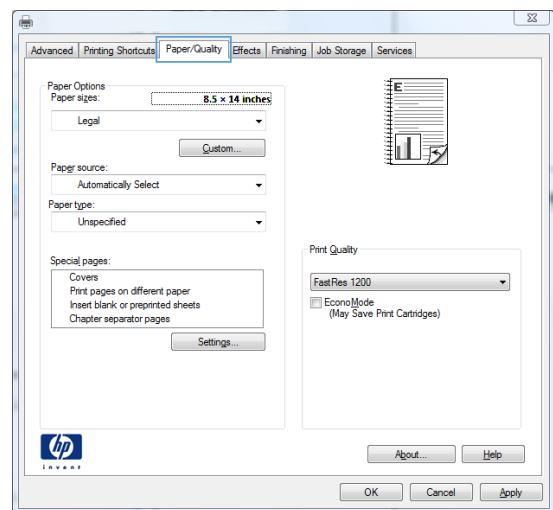 Advanced Printing Shortcuts Paper/Quality Effects Finishing Job Storage Services
Paper Options
Paper sizes: 8.5 × 14 inches
Legal
Custom...
Paper source:
Automatically Select
Paper type:
Unspecified
Special pages:
Covers
Print pages on different paper
Insert blank or preprinted sheets
Chapter separator pages
Settings...
E
Print Quality
FastRes 1200
EconoMode
(May Save Print Cartridges)
hp
invent
About... Help
OK Cancel Apply